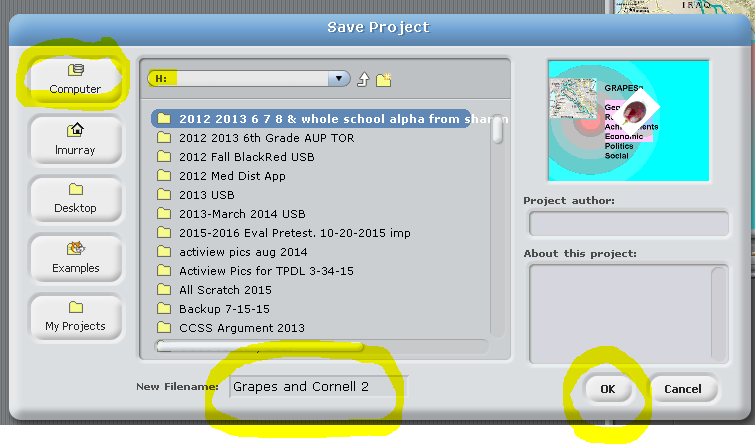 IRAQ
Save Project
Computer
lmurray
Desktop
Examples
My Projects
H:
2012 2013 6 7 8 & whole school alpha from sharon
2012 2013 6th Grade AUP TOR
2012 Fall BlackRed USB
2012 Med Dist App
2013 USB
2013-March 2014 USB
2015-2016 Eval Pretest. 10-20-2015 imp
actiview pics aug 2014
Actiview Pics for TPDL 3-34-15
All Scratch 2015
Backup 7-15-15
CCSS Argument 2013
New Filename: Grapes and Cornell 2
GRAPES
Achievements
Economic
Politics
Social
Project author:
About this project:
OK
Cancel